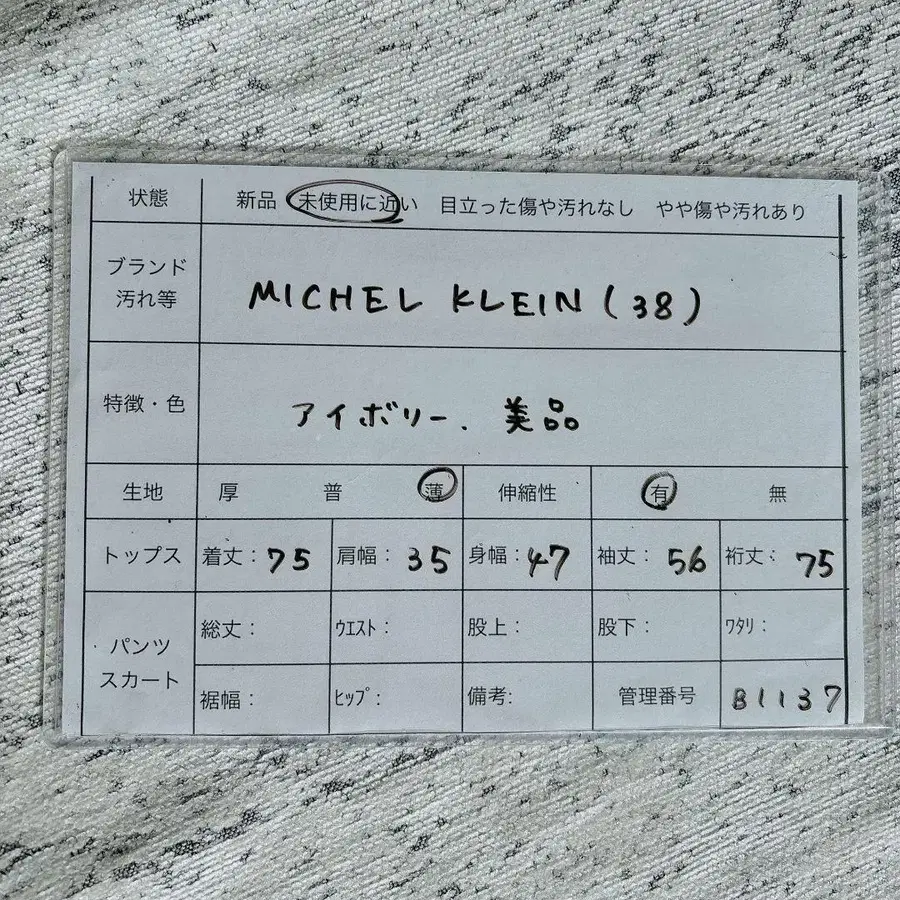 状態 新品 未使用に近い 目立った傷や汚れなし やや傷や汚れあり
ブランド
汚れ等
MICHEL KLEIN (38)
特徴・色 アイボリー. 美品
生地 厚 普 薄 伸縮性 有 無
トップス 着丈:75 肩幅:35 身幅:47 袖丈:56 裄丈:75
パンツ
スカート
総丈: ウエスト: 股上: 股下: ワタリ:
裾幅: ヒップ: 備考: 管理番号 B1137